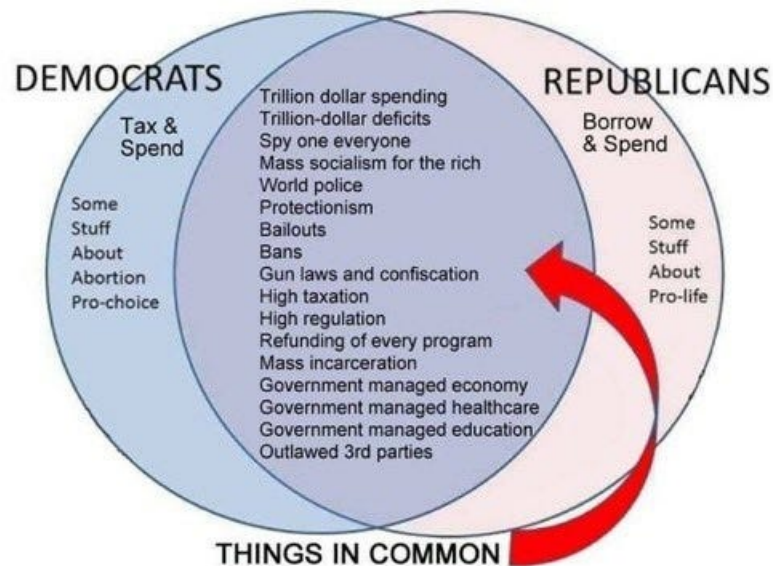 DEMOCRATS
Tax &
Spend
Some
Stuff
About
Abortion
Pro-choice
Trillion dollar spending
Trillion-dollar deficits
Spy one everyone
Mass socialism for the rich
World police
Protectionism
Bailouts
Bans
Gun laws and confiscation
High taxation
High regulation
Refunding of every program
Mass incarceration
Government managed economy
Government managed healthcare
Government managed education
Outlawed 3rd parties
REPUBLICANS
Borrow
& Spend
Some
Stuff
About
Pro-life
THINGS IN COMMON